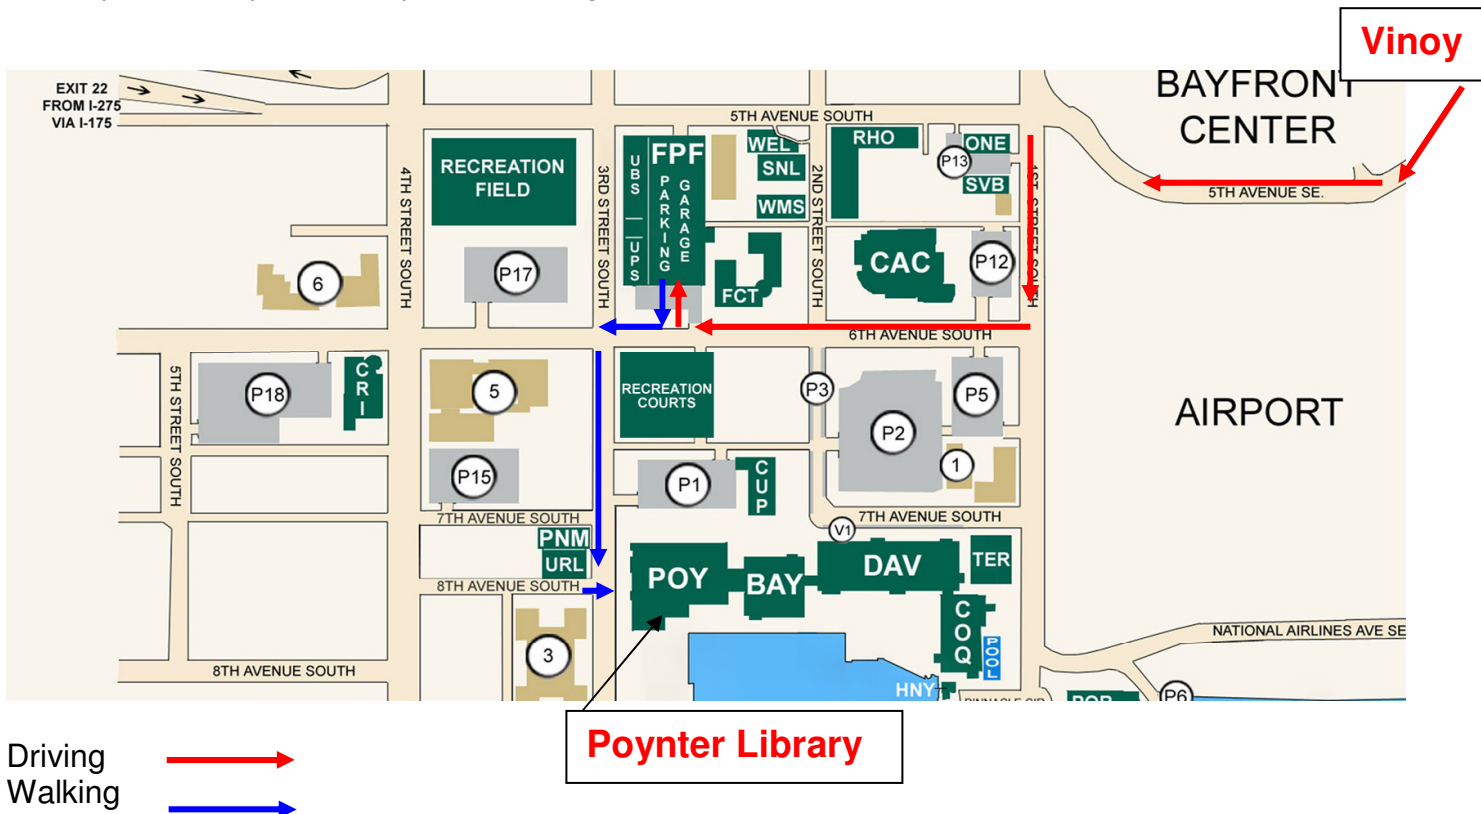 Vinoy
EXIT 22
FROM I-275
VIA I-175
BAYFRONT
CENTER
5TH AVENUE SOUTH
5TH AVENUE SE.
RECREATION
FIELD
4TH STREET SOUTH
3RD STREET SOUTH
2ND STREET SOUTH
1ST STREET SOUTH
UBS
UPS
FPF
PARKING
GARAGE
WEL
SNL
WMS
RHO
P13
ONE
SVB
6
P17
FCT
CAC
P12
6TH AVENUE SOUTH
5TH STREET SOUTH
P18
CRI
5
RECREATION
COURTS
P3
P2
P5
AIRPORT
P15
P1
CUP
1
7TH AVENUE SOUTH
7TH AVENUE SOUTH
V1
PNM
URL
8TH AVENUE SOUTH
POY
BAY
DAV
TER
COQ
POOL
3
8TH AVENUE SOUTH
NATIONAL AIRLINES AVE SE
HNY
P6
Poynter Library
Driving
Walking